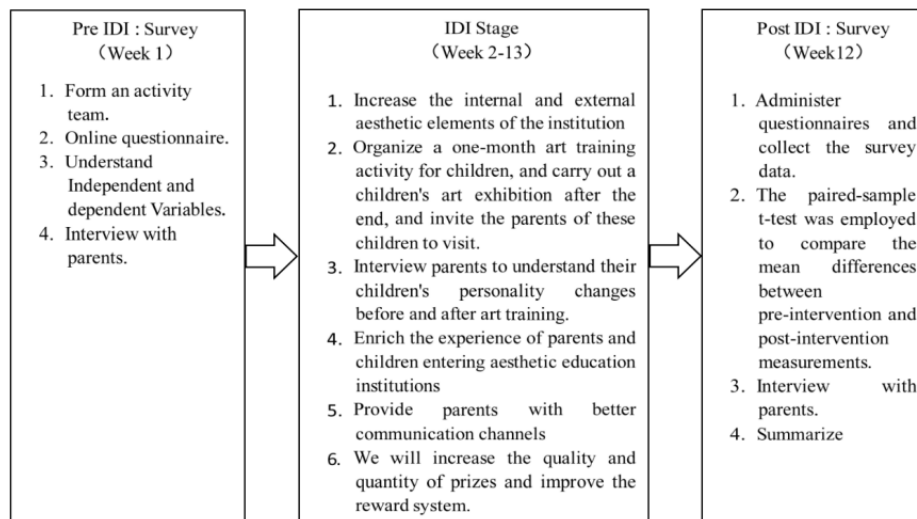 Pre IDI : Survey
（Week 1）
1. Form an activity
team.
2. Online questionnaire.
3. Understand
Independent and
dependent Variables.
4. Interview with
parents.
IDI Stage
（Week 2-13）
1. Increase the internal and external
aesthetic elements of the institution
2. Organize a one-month art training
activity for children, and carry out a
children's art exhibition after the
end, and invite the parents of these
children to visit.
3. Interview parents to understand their
children's personality changes
before and after art training.
4. Enrich the experience of parents and
children entering aesthetic education
institutions
5. Provide parents with better
communication channels
6. We will increase the quality and
quantity of prizes and improve the
reward system.
Post IDI : Survey
（Week12）
1. Administer
questionnaires and
collect the survey
data.
2. The paired-sample
t-test was employed
to compare the
mean differences
between
pre-intervention and
post-intervention
measurements.
3. Interview with
parents.
4. Summarize